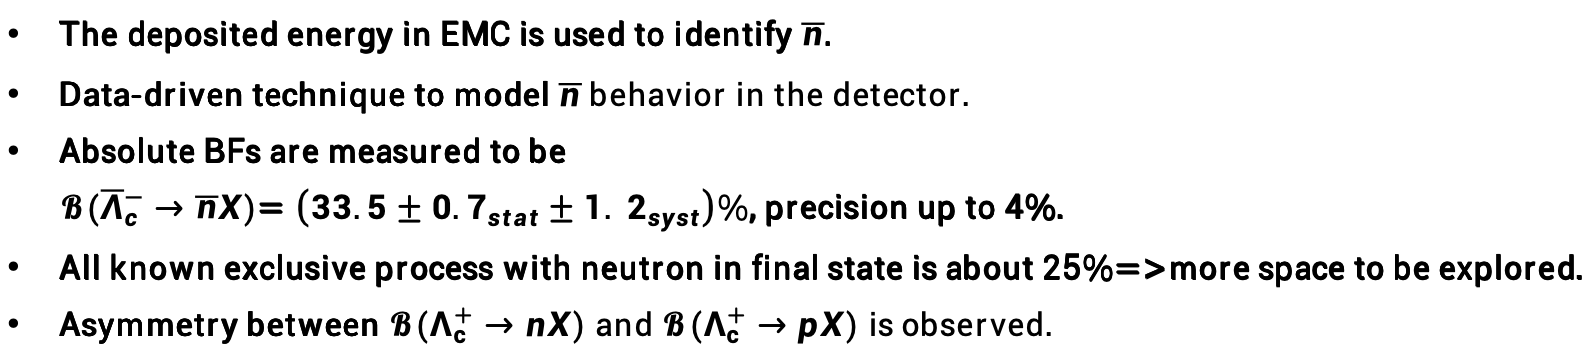 • The deposited energy in EMC is used to identify n̅.
• Data-driven technique to model n̅ behavior in the detector.
• Absolute BFs are measured to be
ℬ(Λ̅c⁻ → n̅X)= (33.5 ± 0.7stat ± 1. 2syst)%, precision up to 4%.
• All known exclusive process with neutron in final state is about 25%=>more space to be explored.
• Asymmetry between ℬ(Λc⁺ → nX) and ℬ(Λc⁺ → pX) is observed.